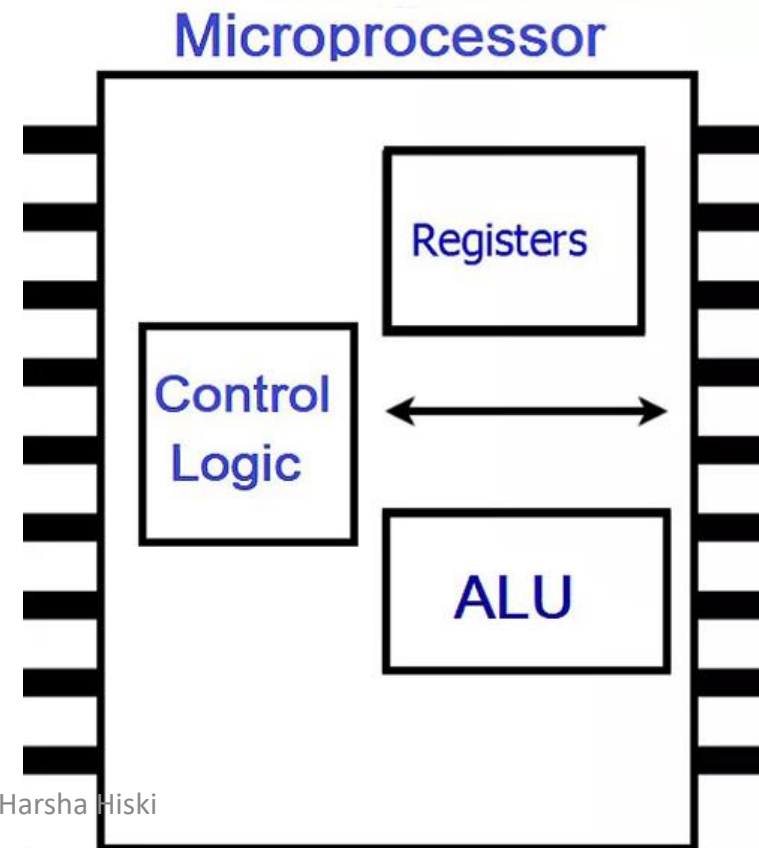 Microprocessor
Registers
Control
Logic
ALU
Harsha Hiski